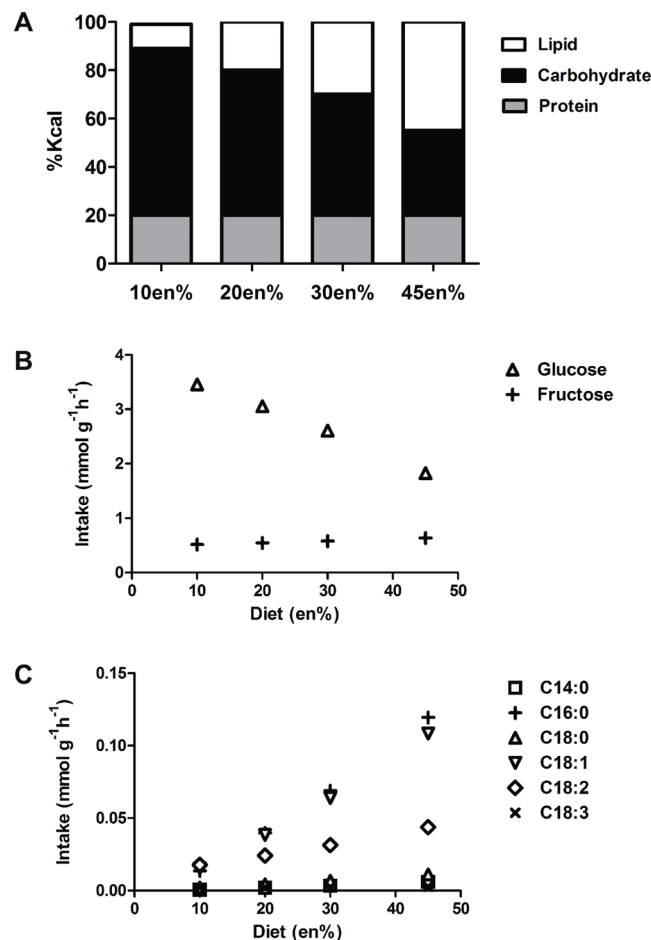 A
100
80
60
40
20
0
%Kcal
10en% 20en% 30en% 45en%
Lipid
Carbohydrate
Protein
B
4
3
2
1
0
Intake (mmol g⁻¹h⁻¹)
0 10 20 30 40 50
Diet (en%)
Glucose
Fructose
C
0.15
0.10
0.05
0.00
Intake (mmol g⁻¹h⁻¹)
0 10 20 30 40 50
Diet (en%)
C14:0
C16:0
C18:0
C18:1
C18:2
C18:3